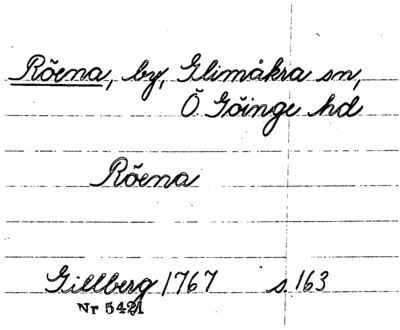 Röena, by, Glimåkra sn,
Ö Göinge hd
Röena
Gillberg 1767 s 163
Nr 5421